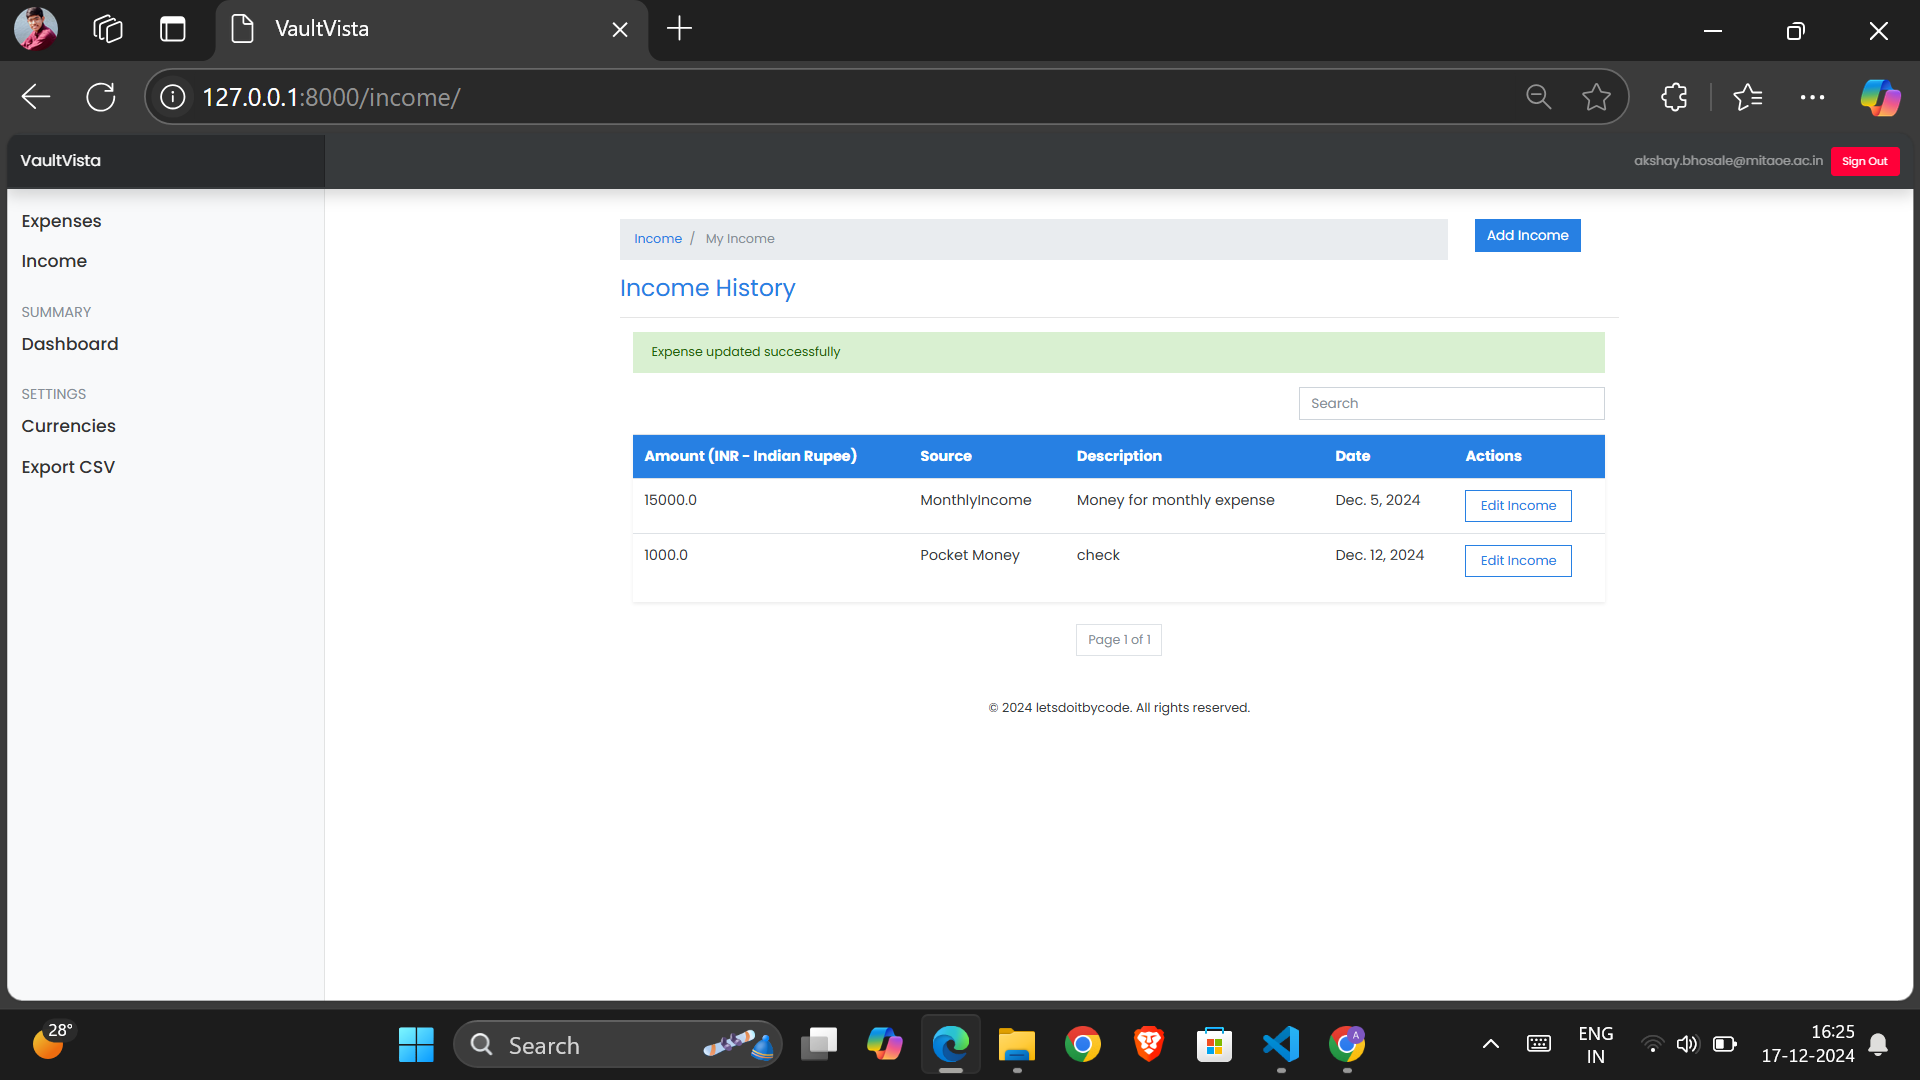 VaultVista
127.0.0.1:8000/income/
VaultVista
akshay.bhosale@mitaoe.ac.in Sign Out
Expenses
Income
SUMMARY
Dashboard
SETTINGS
Currencies
Export CSV
Income / My Income
Add Income
Income History
Expense updated successfully
Search
Amount (INR - Indian Rupee) Source Description Date Actions
15000.0 MonthlyIncome Money for monthly expense Dec. 5, 2024 Edit Income
1000.0 Pocket Money check Dec. 12, 2024 Edit Income
Page 1 of 1
© 2024 letsdoitbycode. All rights reserved.
28°
Search
A
ENG
IN
16:25
17-12-2024